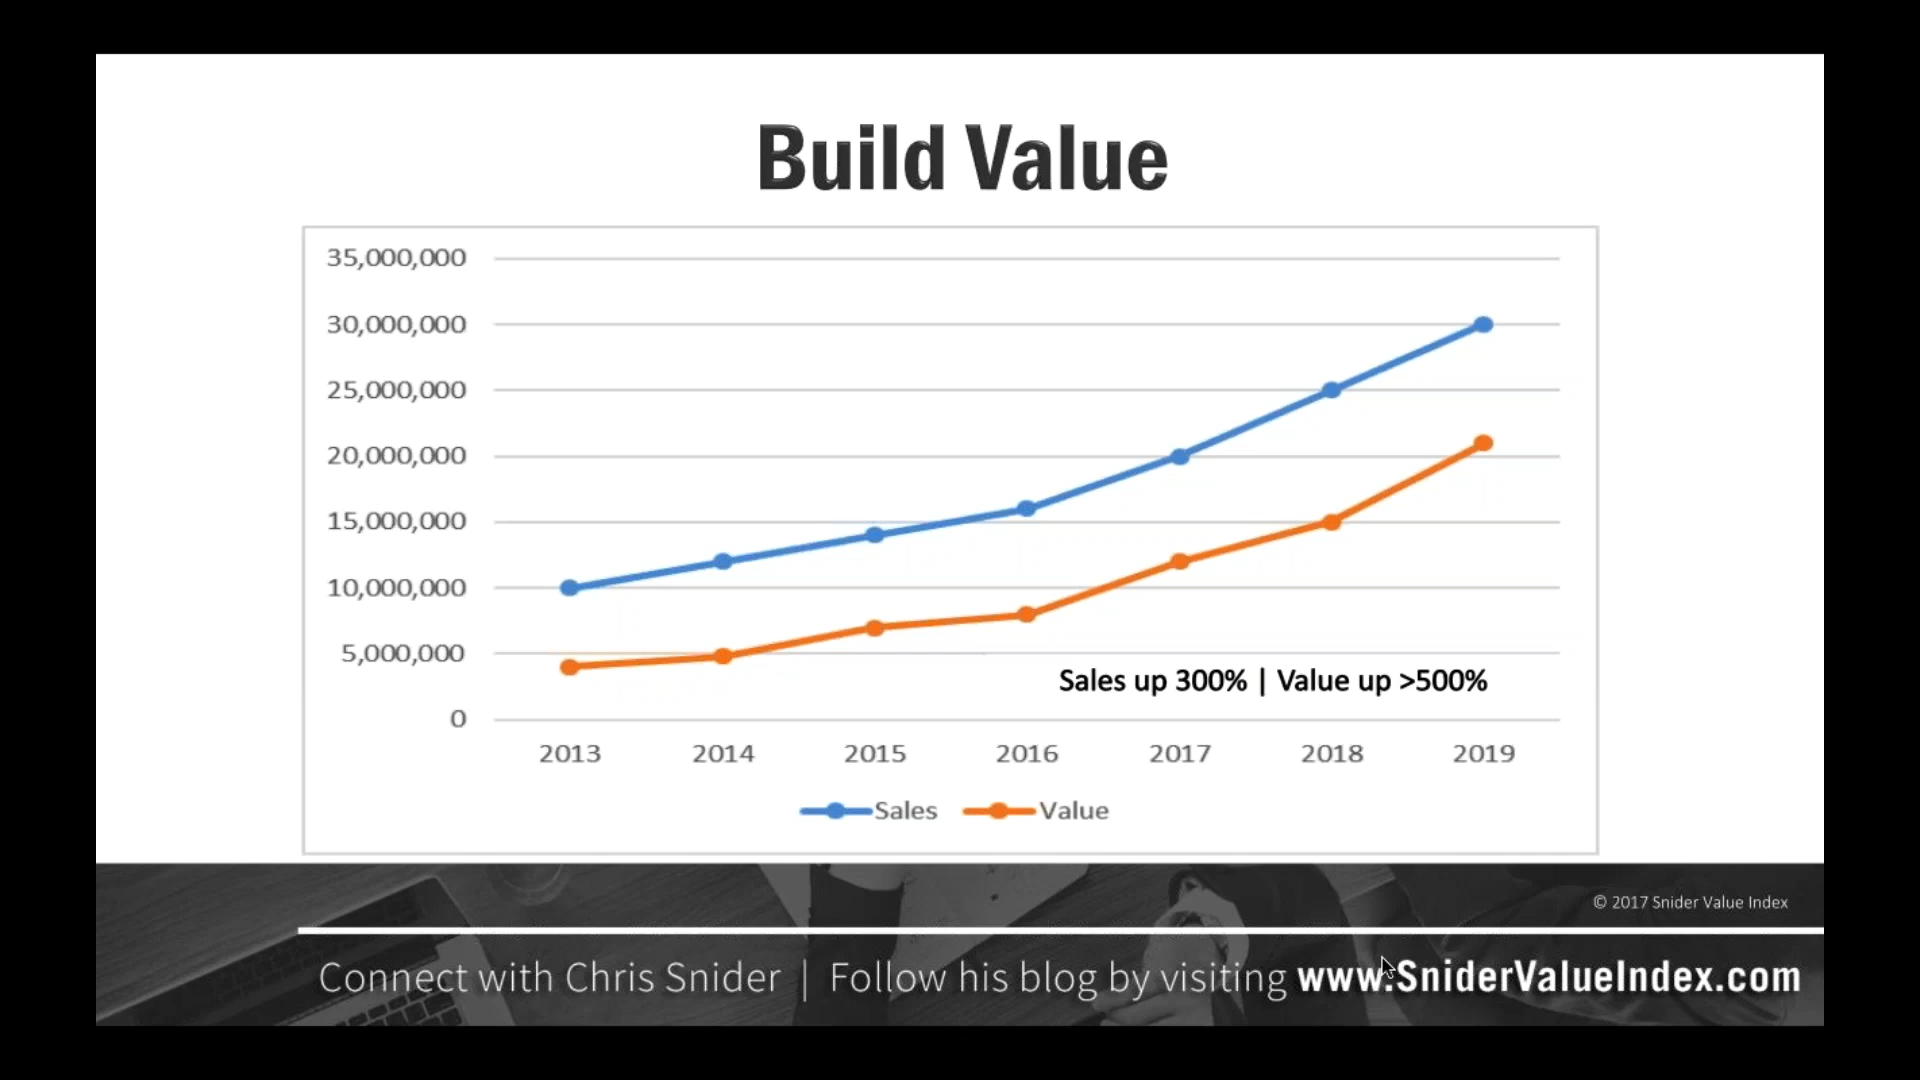 Build Value
35,000,000
30,000,000
25,000,000
20,000,000
15,000,000
10,000,000
5,000,000
0
Sales up 300% | Value up >500%
2013 2014 2015 2016 2017 2018 2019
Sales Value
© 2017 Snider Value Index
Connect with Chris Snider | Follow his blog by visiting www.SniderValueIndex.com